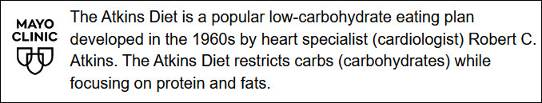 MAYO
CLINIC
The Atkins Diet is a popular low-carbohydrate eating plan
developed in the 1960s by heart specialist (cardiologist) Robert C.
Atkins. The Atkins Diet restricts carbs (carbohydrates) while
focusing on protein and fats.